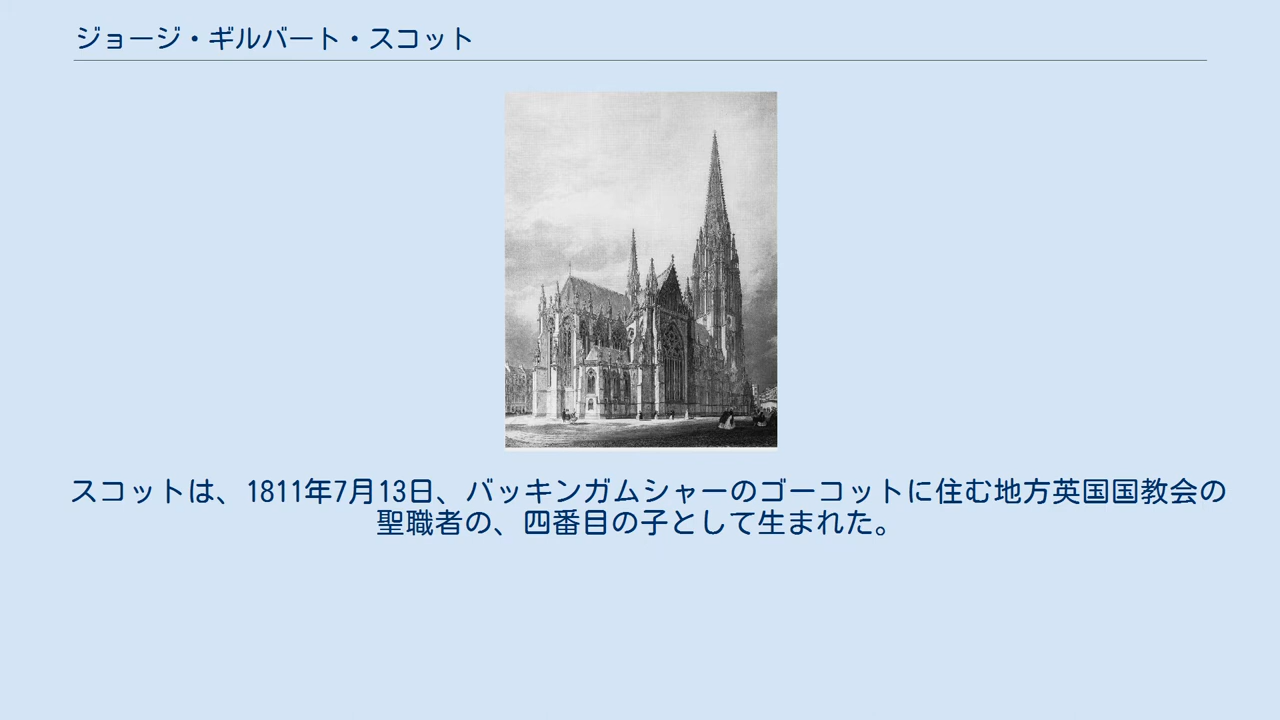 ジョージ・ギルバート・スコット
スコットは、1811年7月13日、バッキンガムシャーのゴーコットに住む地方英国国教会の
聖職者の、四番目の子として生まれた。